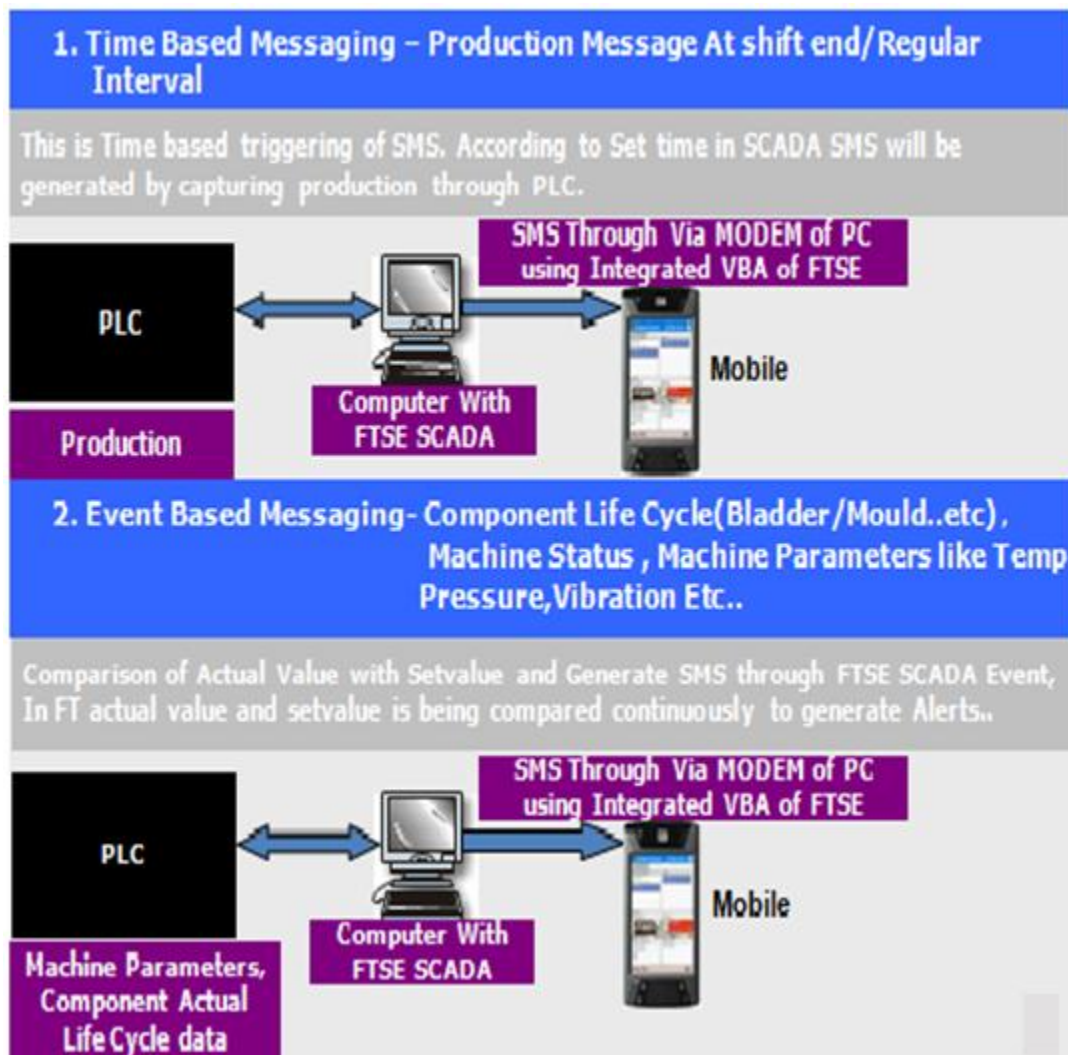 1. Time Based Messaging – Production Message At shift end/Regular
Interval
This is Time based triggering of SMS. According to Set time in SCADA SMS will be
generated by capturing production through PLC.
SMS Through Via MODEM of PC
using Integrated VBA of FTSE
PLC
Mobile
Computer With
FTSE SCADA
Production
2. Event Based Messaging- Component Life Cycle(Bladder/Mould..etc),
Machine Status , Machine Parameters like Temp
Pressure,Vibration Etc..
Comparison of Actual Value with Setvalue and Generate SMS through FTSE SCADA Event,
In FT actual value and setvalue is being compared continuously to generate Alerts..
SMS Through Via MODEM of PC
using Integrated VBA of FTSE
PLC
Mobile
Computer With
FTSE SCADA
Machine Parameters,
Component Actual
Life Cycle data